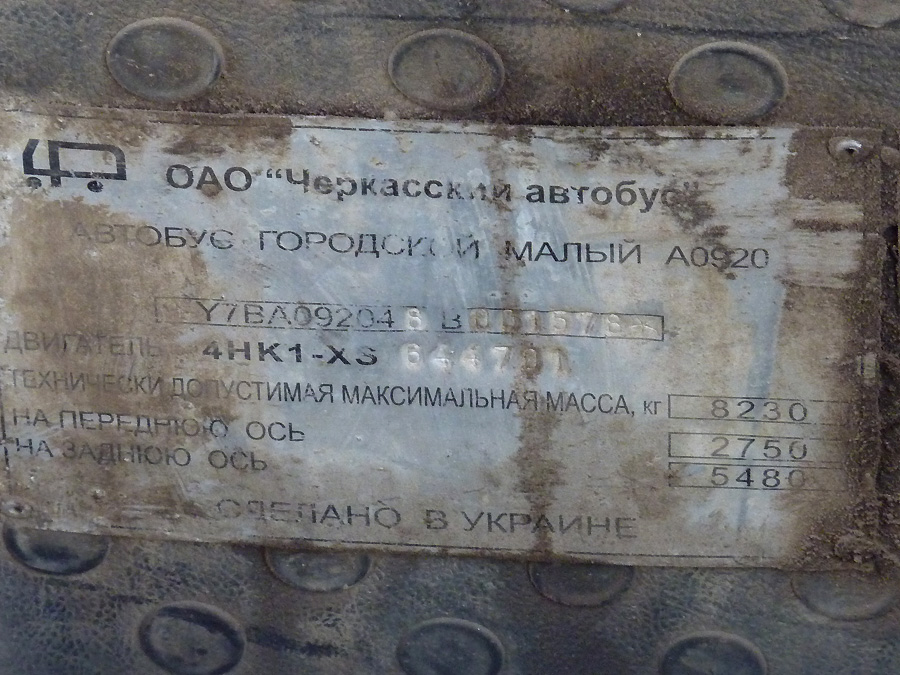 ОАО “Черкасский автобус”
АВТОБУС ГОРОДСКОЙ МАЛЫЙ А0920
ДВИГАТЕЛЬ 4HK1-XS
ТЕХНИЧЕСКИ ДОПУСТИМАЯ МАКСИМАЛЬНАЯ МАССА, кг 8230
НА ПЕРЕДНЮЮ ОСЬ 2750
НА ЗАДНЮЮ ОСЬ 5480
СДЕЛАНО В УКРАИНЕ